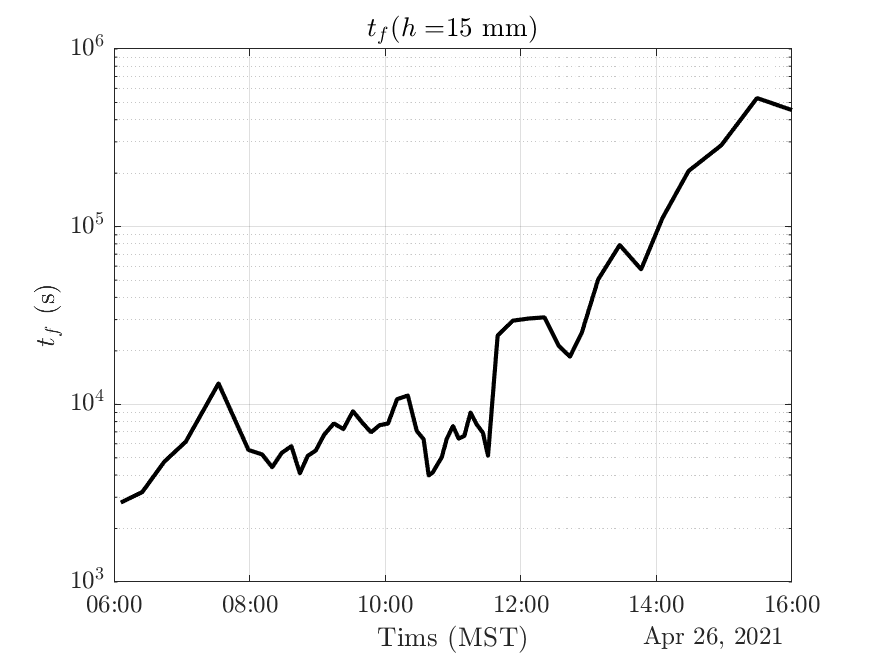 t_f(h =15 mm)
10^6
10^5
10^4
10^3
t_f (s)
06:00 08:00 10:00 12:00 14:00 16:00
Tims (MST)
Apr 26, 2021